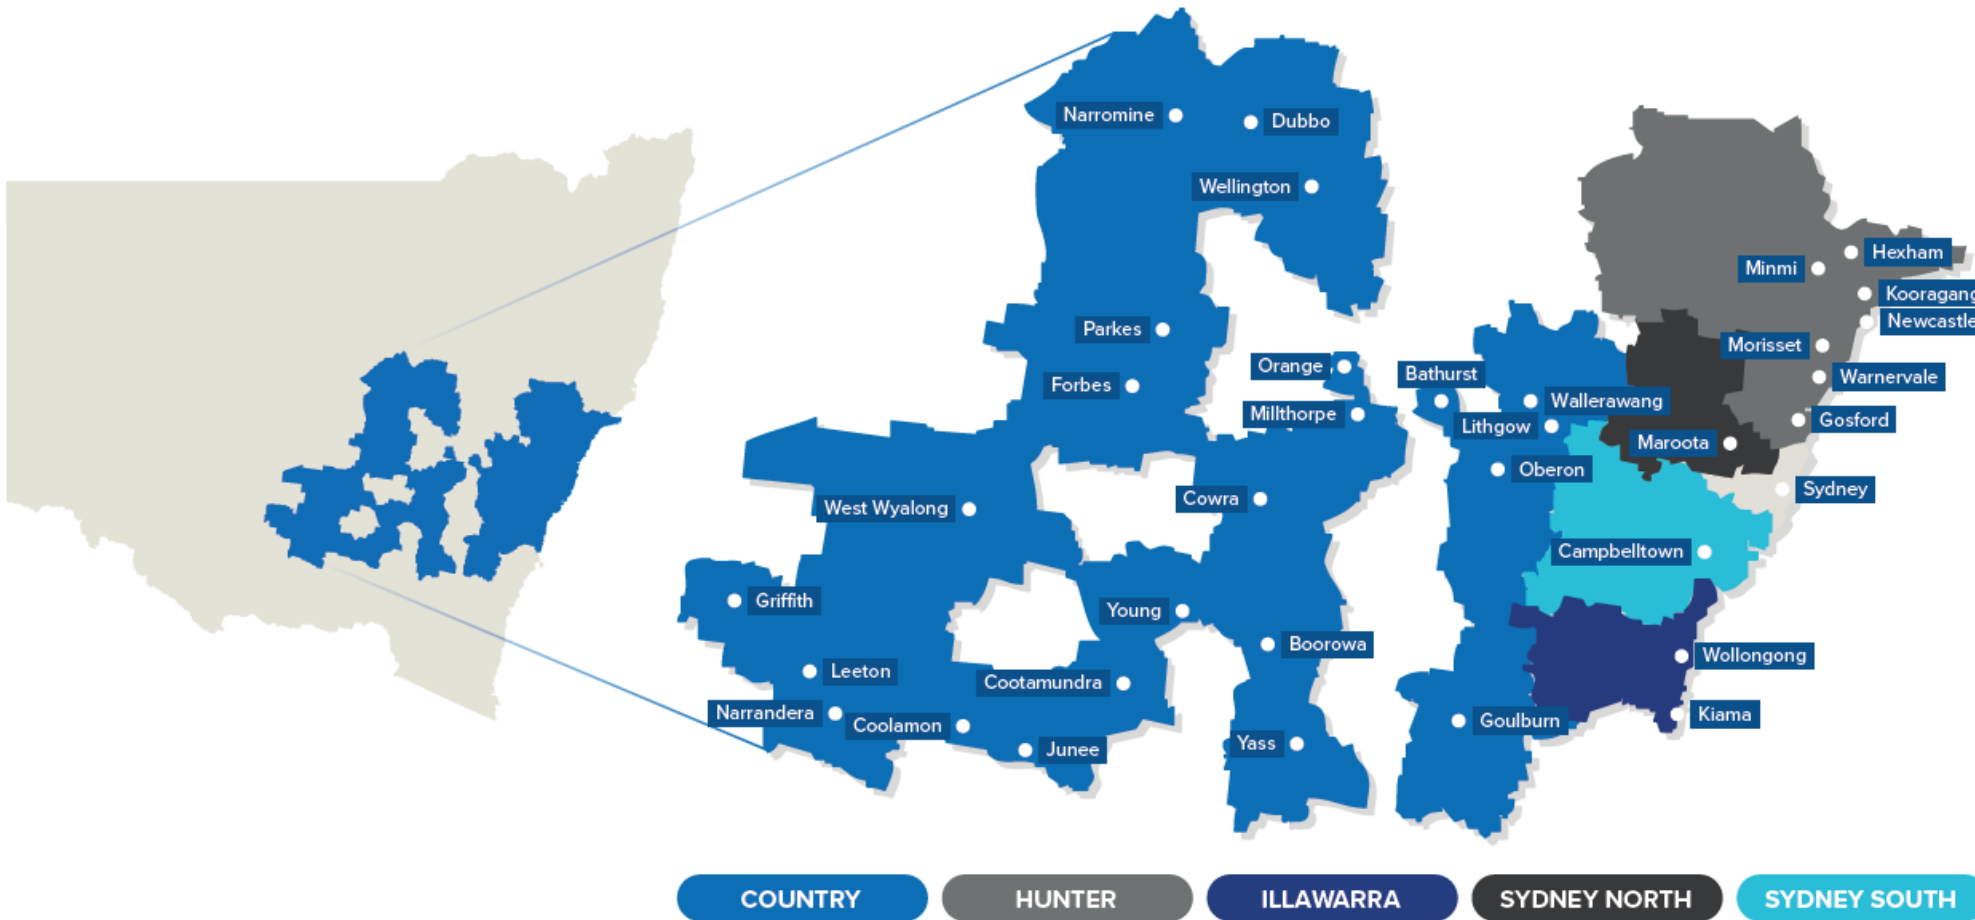 Narromine
Dubbo
Wellington
Hexham
Minmi
Kooragang
Newcastle
Parkes
Morisset
Orange
Bathurst
Warnervale
Forbes
Wallerawang
Millthorpe
Gosford
Lithgow
Maroota
Oberon
Sydney
Cowra
West Wyalong
Campbelltown
Griffith
Young
Boorowa
Wollongong
Leeton
Cootamundra
Narrandera
Kiama
Goulburn
Coolamon
Yass
Junee
COUNTRY
HUNTER
ILLAWARRA
SYDNEY NORTH
SYDNEY SOUTH